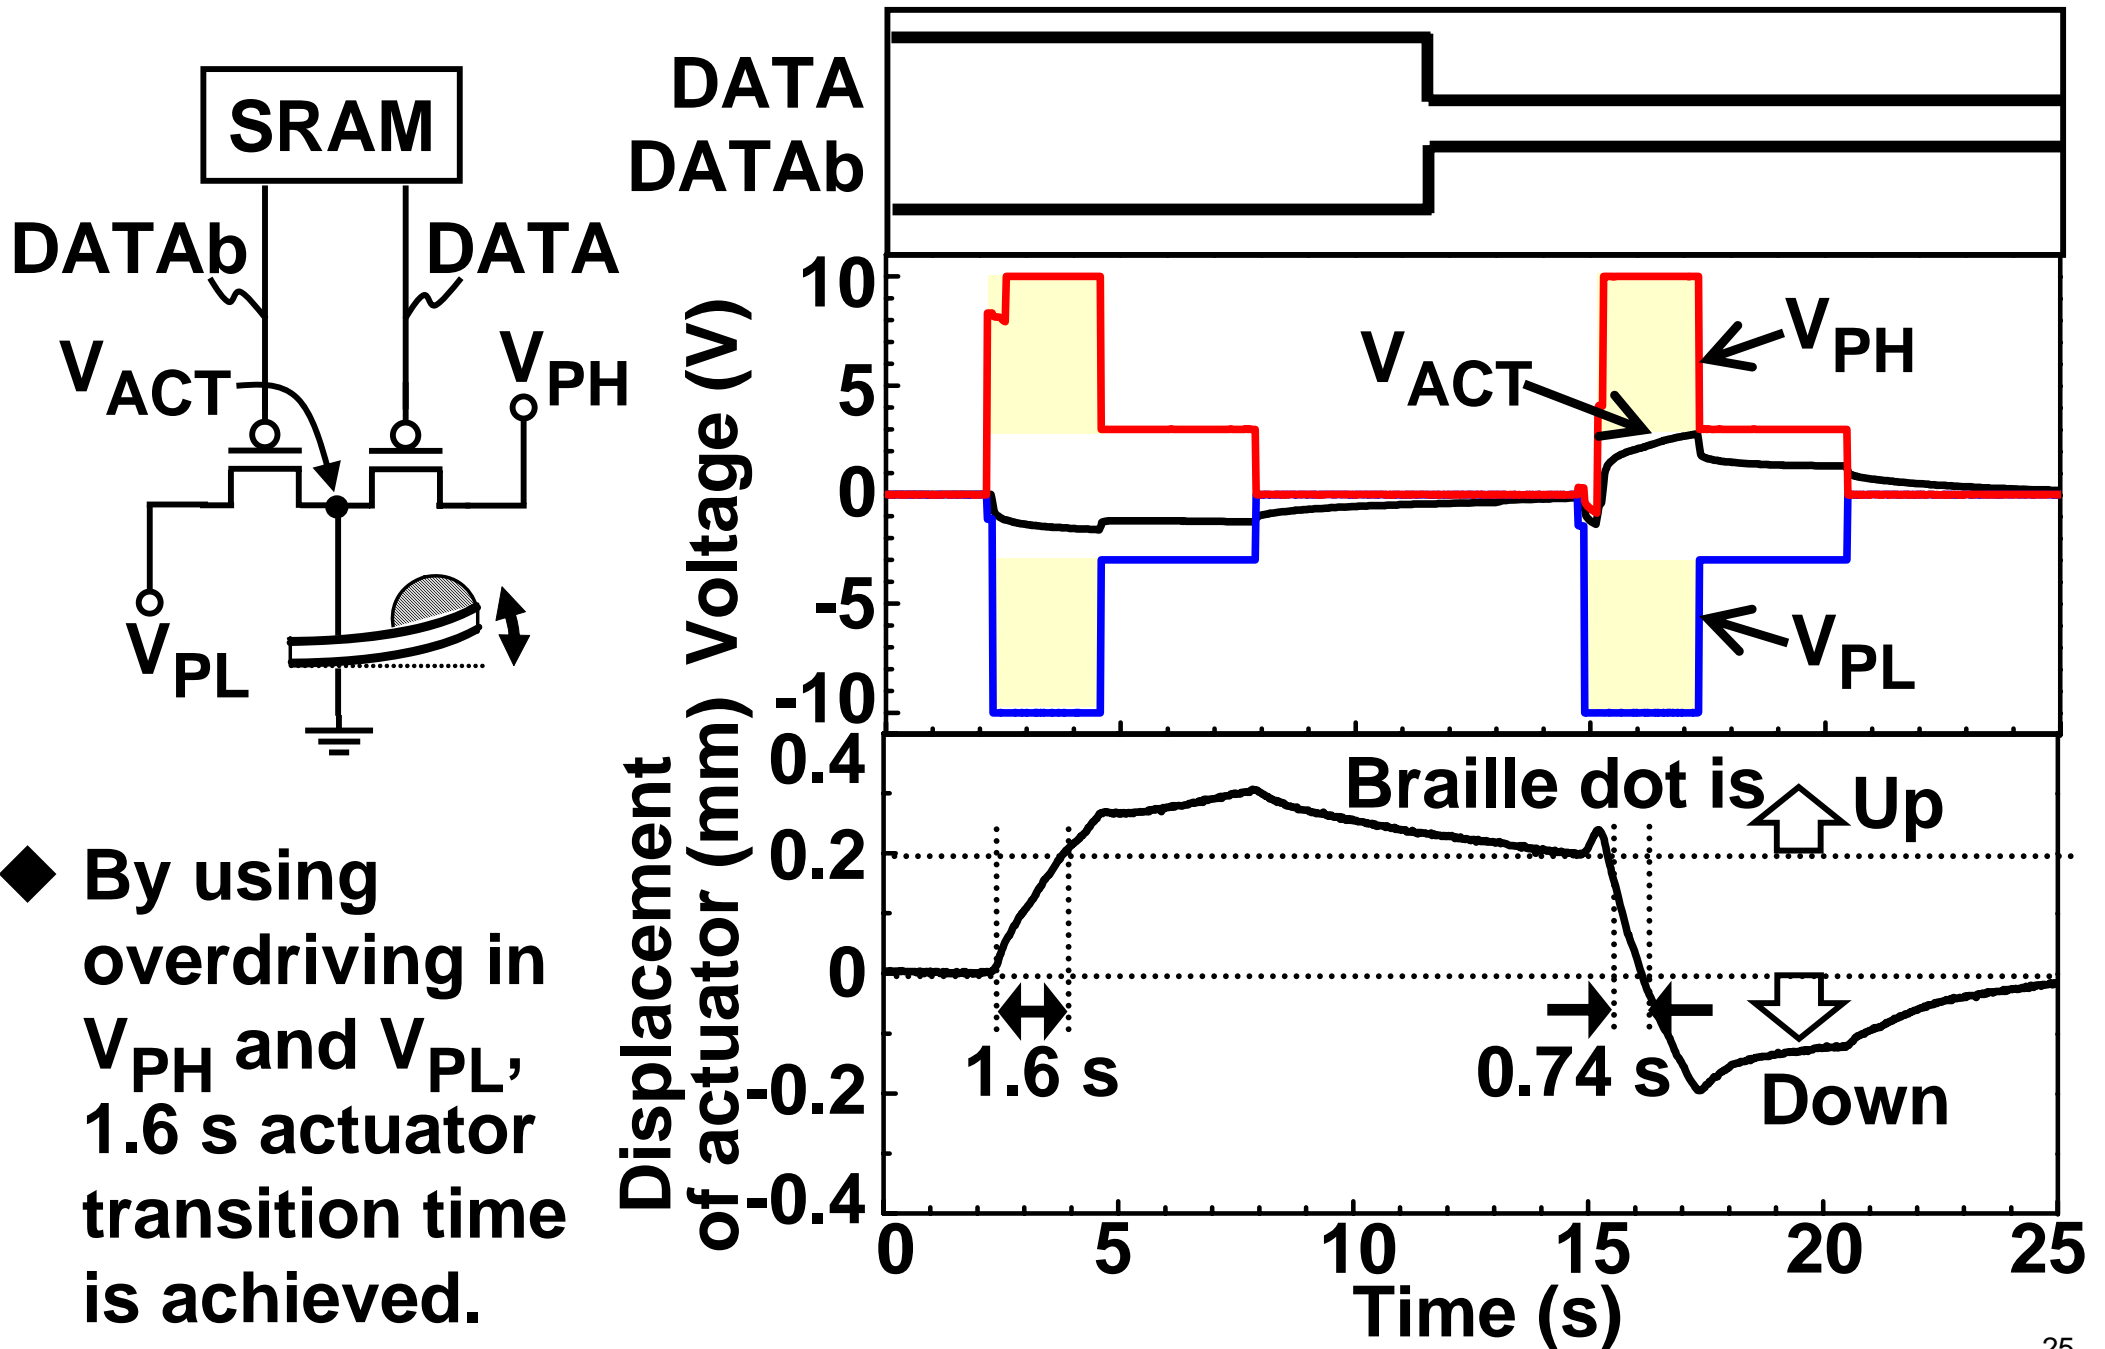 SRAM
DATAb
DATA
VACT
VPH
VPL
◆ By using
overdriving in
VPH and VPL,
1.6 s actuator
transition time
is achieved.
DATA
DATAb
Voltage (V)
10
5
0
-5
-10
VACT
VPH
VPL
Displacement
of actuator (mm)
0.4
0.2
0
-0.2
-0.4
Braille dot is
Up
Down
1.6 s
0.74 s
0 5 10 15 20 25
Time (s)
25